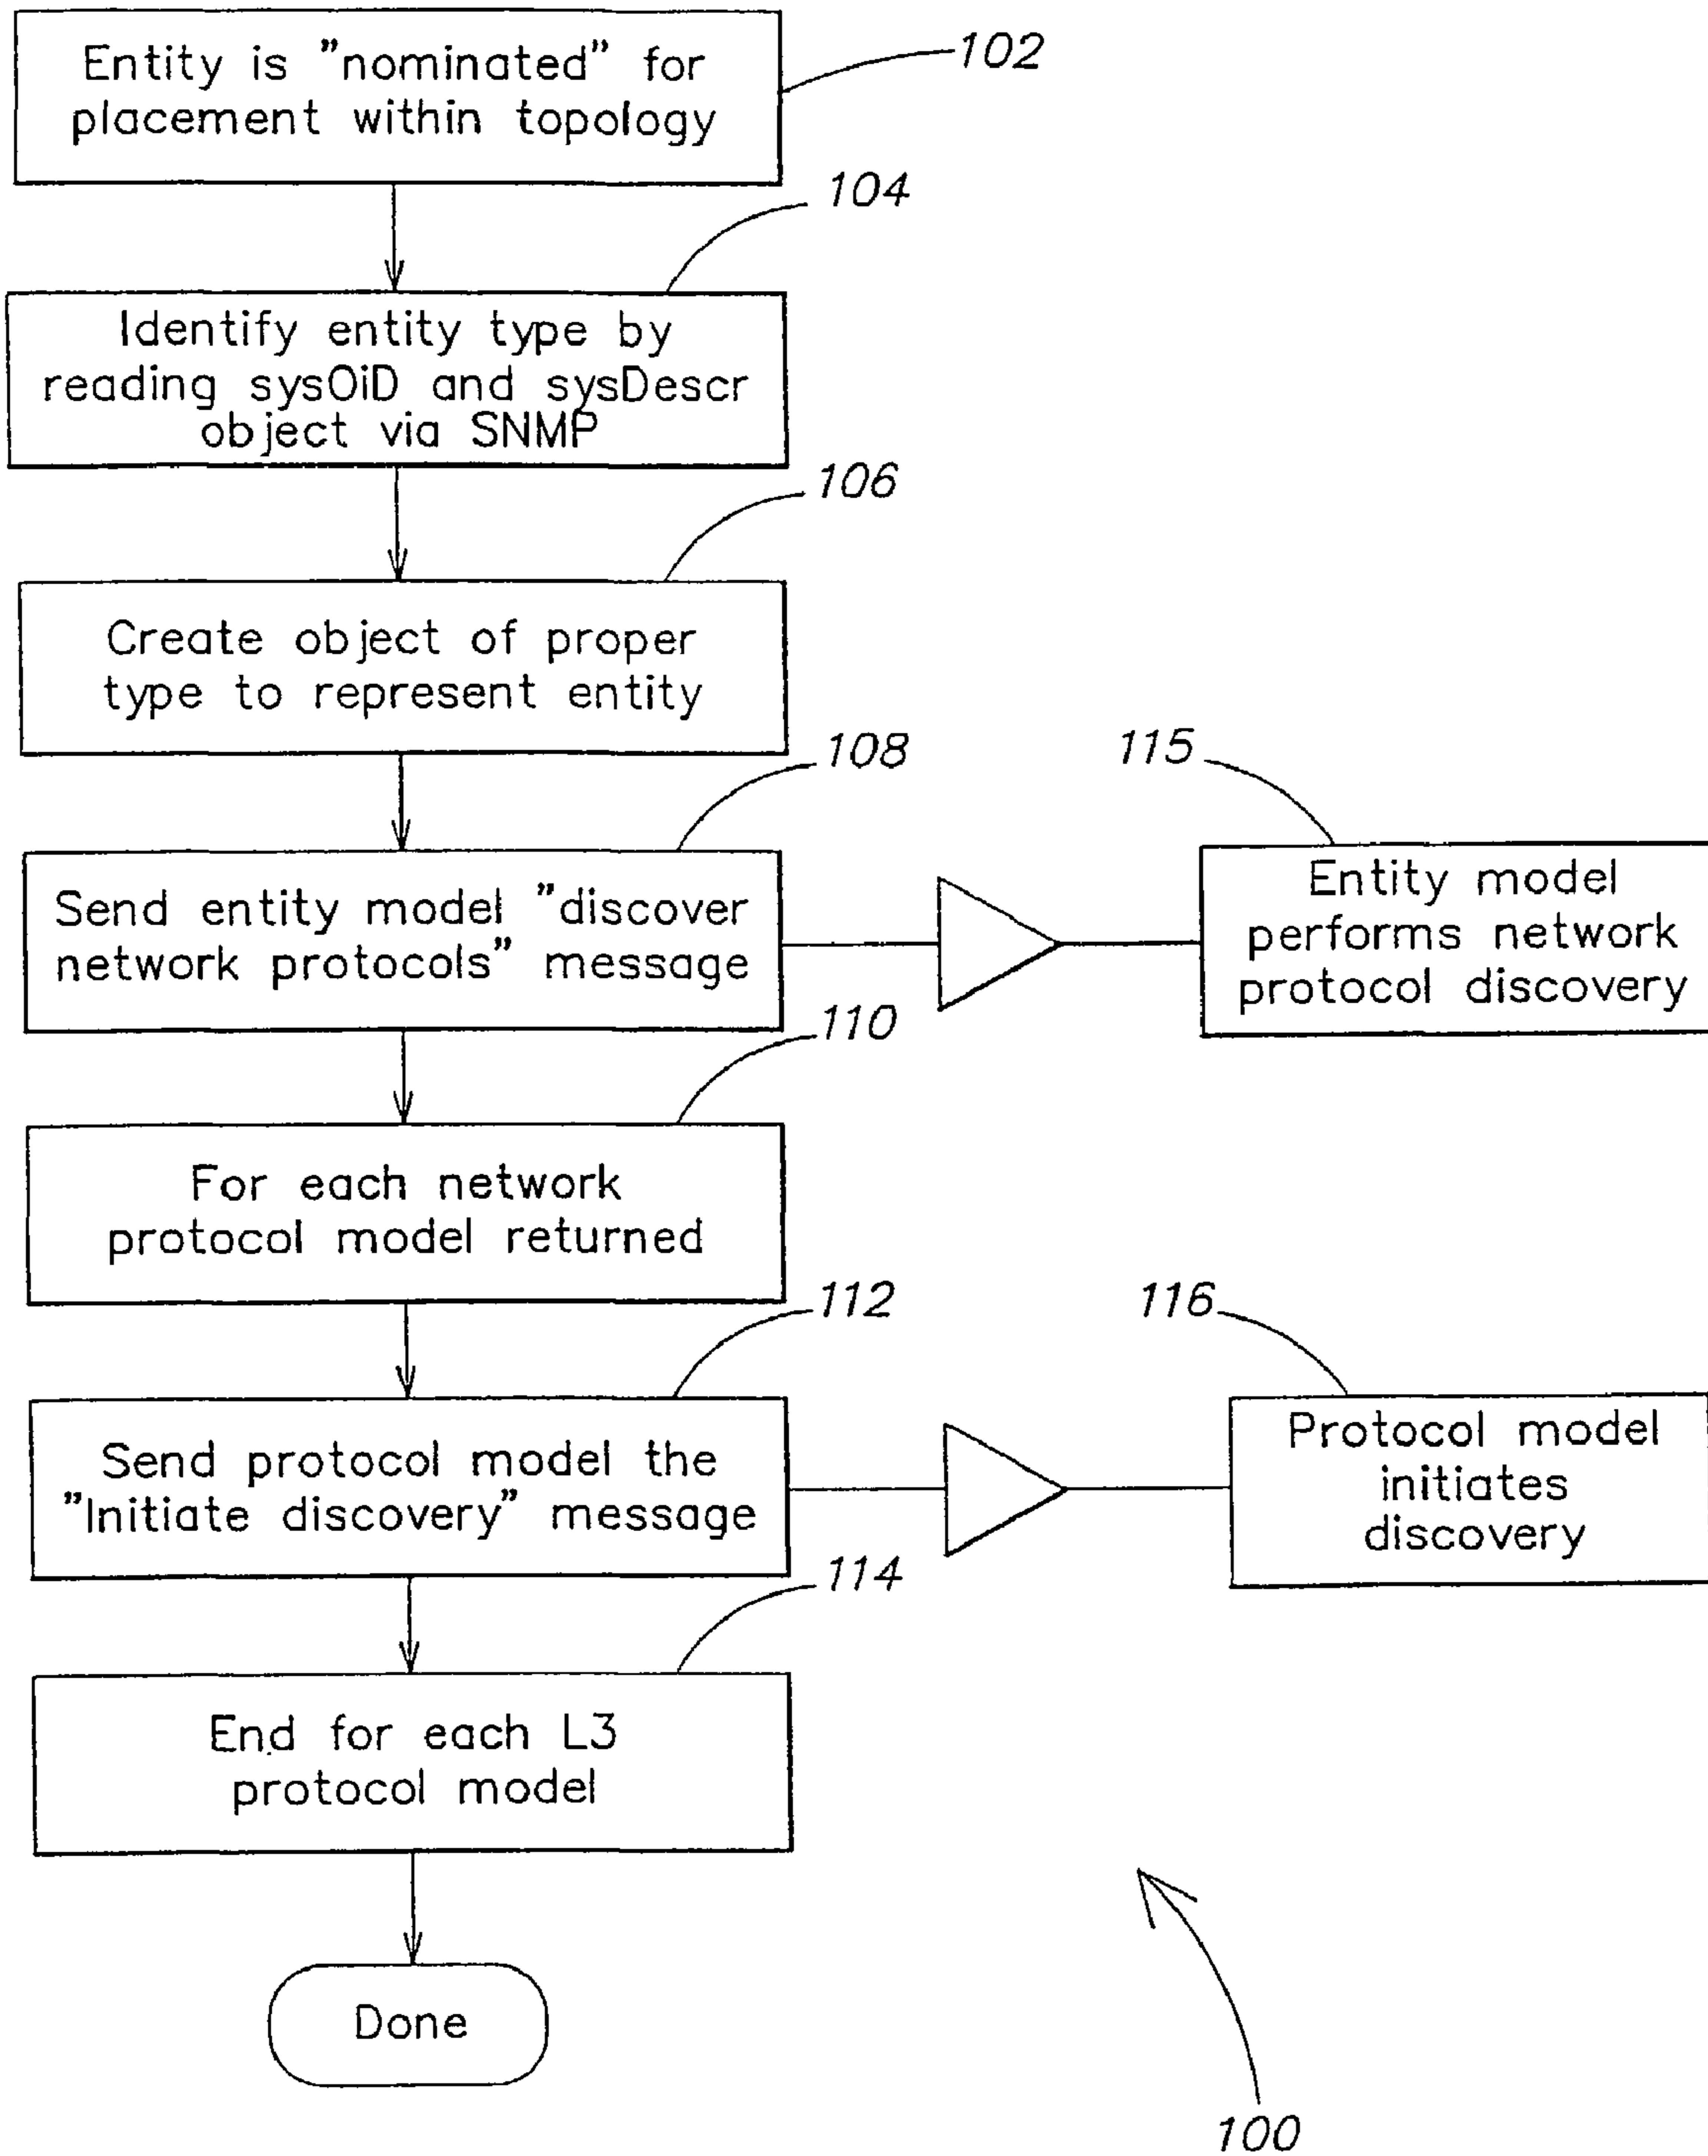 Entity is "nominated" for
placement within topology
102
104
Identify entity type by
reading sysOiD and sysDescr
object via SNMP
106
Create object of proper
type to represent entity
108
115
Send entity model "discover
network protocols" message
Entity model
performs network
protocol discovery
110
For each network
protocol model returned
112
116
Send protocol model the
"Initiate discovery" message
Protocol model
initiates
discovery
114
End for each L3
protocol model
Done
100